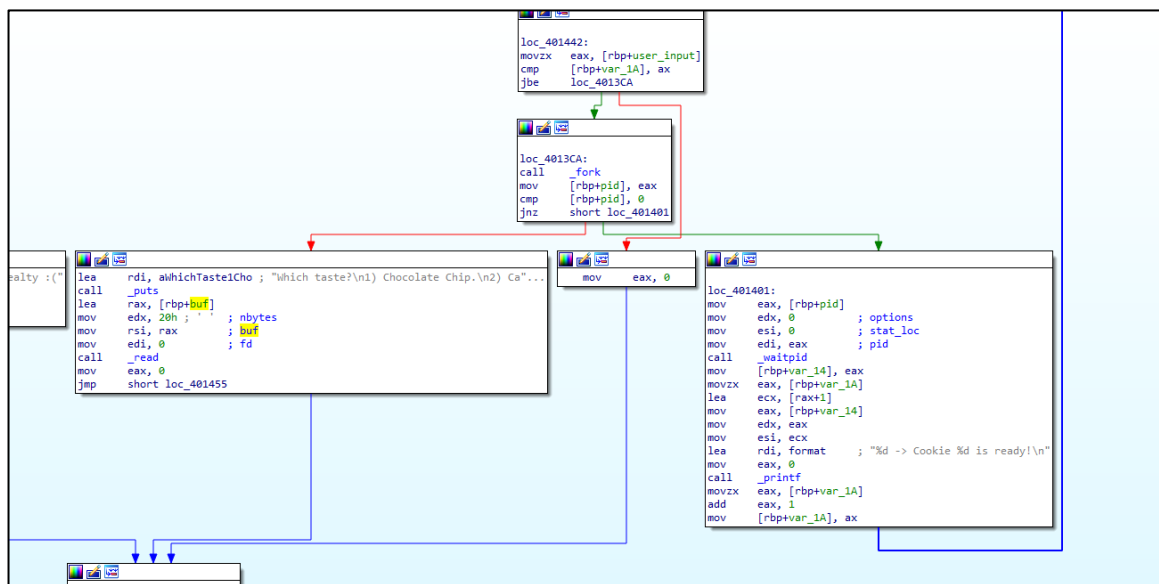 loc_401442:
movzx eax, [rbp+user_input]
cmp [rbp+var_1A], ax
jbe loc_4013CA
loc_4013CA:
call _fork
mov [rbp+pid], eax
cmp [rbp+pid], 0
jnz short loc_401401
ealty :("
lea rdi, aWhichTaste1Cho ; "Which taste?\n1) Chocolate Chip.\n2) Ca"...
call _puts
lea rax, [rbp+buf]
mov edx, 20h ; ' ' ; nbytes
mov rsi, rax ; buf
mov edi, 0 ; fd
call _read
mov eax, 0
jmp short loc_401455
mov eax, 0
loc_401401:
mov eax, [rbp+pid]
mov edx, 0 ; options
mov esi, 0 ; stat_loc
mov edi, eax ; pid
call _waitpid
mov [rbp+var_14], eax
movzx eax, [rbp+var_1A]
lea ecx, [rax+1]
mov eax, [rbp+var_14]
mov edx, eax
mov esi, ecx
lea rdi, format ; "%d -> Cookie %d is ready!\n"
mov eax, 0
call _printf
movzx eax, [rbp+var_1A]
add eax, 1
mov [rbp+var_1A], ax